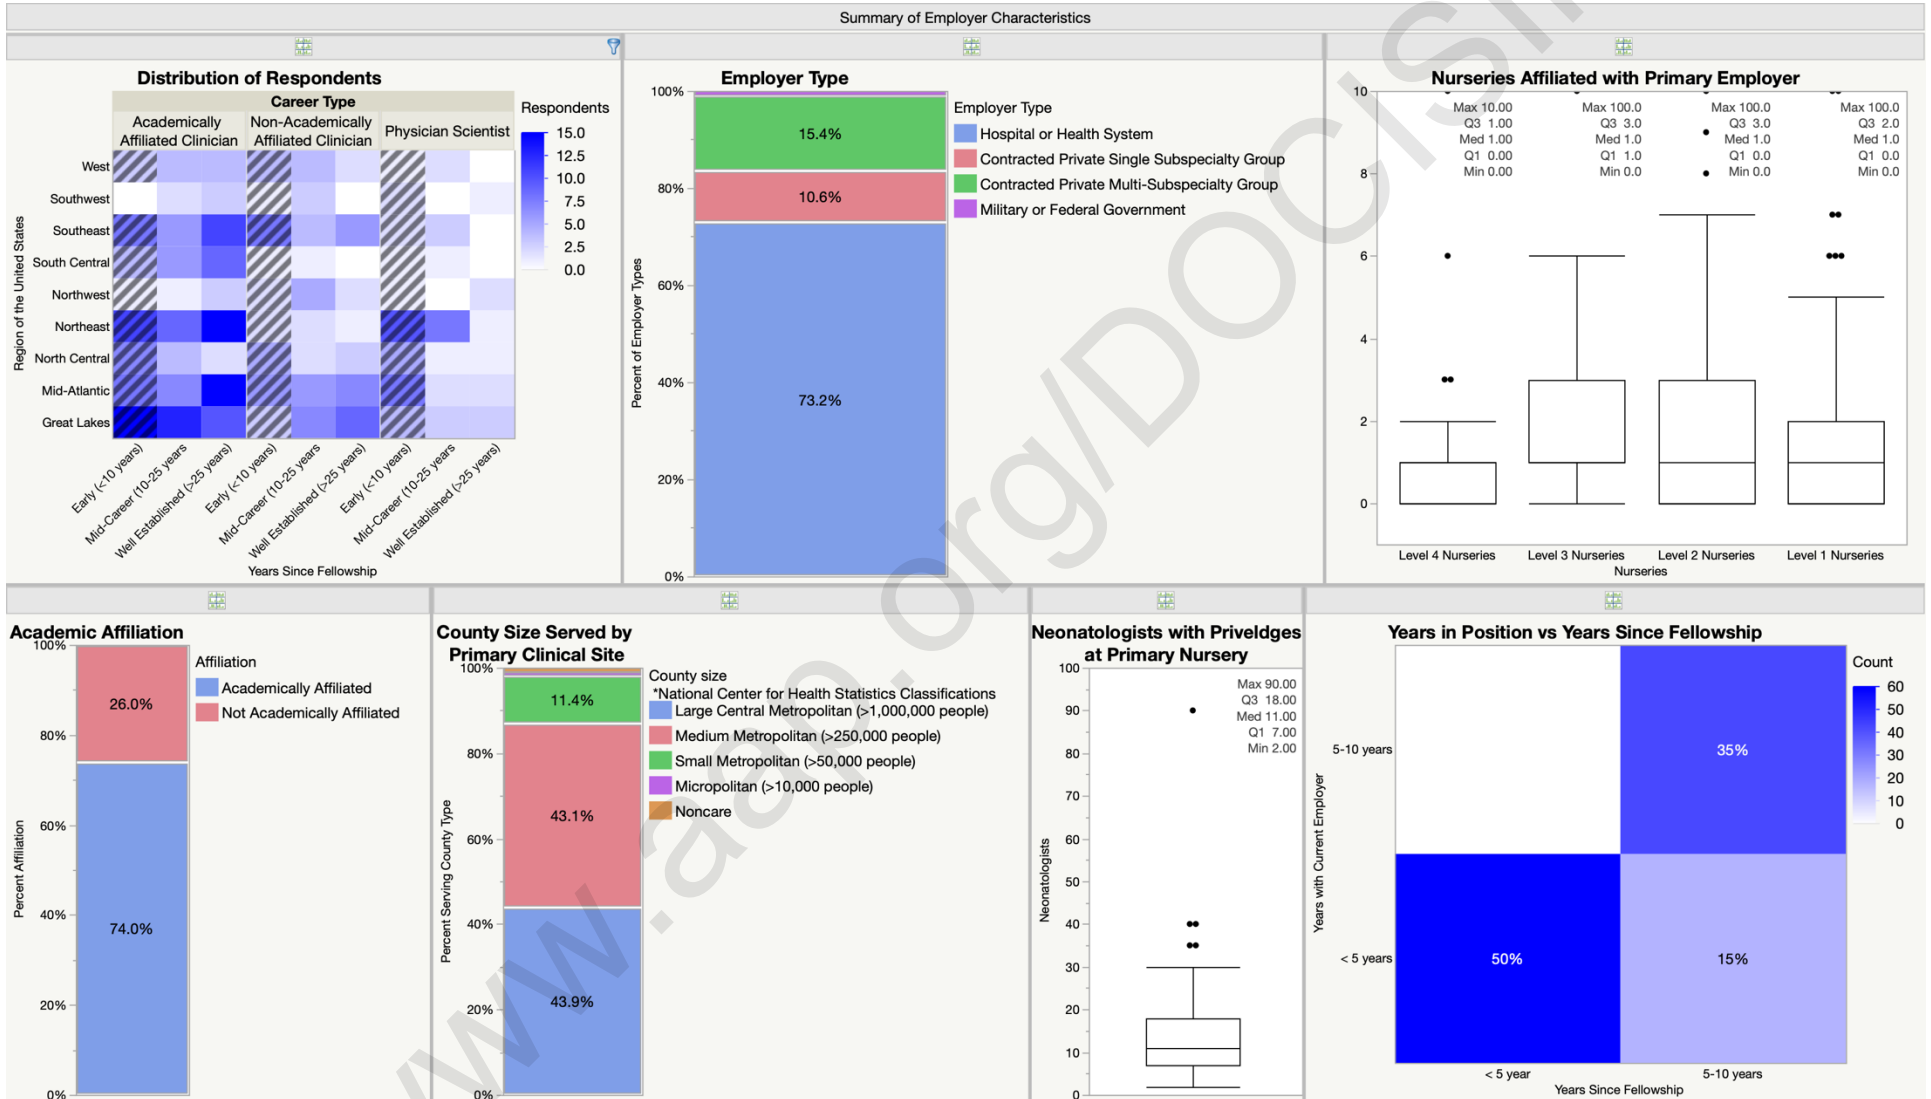 Summary of Employer Characteristics
Distribution of Respondents
Career Type
Academically
Affiliated Clinician
Non-Academically
Affiliated Clinician
Physician Scientist
Respondents
15.0
12.5
10.0
7.5
5.0
2.5
0.0
Region of the United States
West
Southwest
Southeast
South Central
Northwest
Northeast
North Central
Mid-Atlantic
Great Lakes
Early (<10 years)
Mid-Career (10-25 years
Well Established (>25 years)
Early (<10 years)
Mid-Career (10-25 years
Well Established (>25 years)
Early (<10 years)
Mid-Career (10-25 years
Well Established (>25 years)
Years Since Fellowship
Employer Type
Percent of Employer Types
100%
80%
60%
40%
20%
0%
15.4%
10.6%
73.2%
Employer Type
Hospital or Health System
Contracted Private Single Subspecialty Group
Contracted Private Multi-Subspecialty Group
Military or Federal Government
Nurseries Affiliated with Primary Employer
10
8
6
4
2
0
Max 10.00
Q3 1.00
Med 1.00
Q1 0.00
Min 0.00
Max 100.0
Q3 3.0
Med 1.0
Q1 1.0
Min 0.0
Max 100.0
Q3 3.0
Med 1.0
Q1 0.0
Min 0.0
Max 100.0
Q3 2.0
Med 1.0
Q1 0.0
Min 0.0
Level 4 Nurseries
Level 3 Nurseries
Level 2 Nurseries
Level 1 Nurseries
Nurseries
Academic Affiliation
Percent Affiliation
100%
80%
60%
40%
20%
0%
26.0%
74.0%
Affiliation
Academically Affiliated
Not Academically Affiliated
County Size Served by
Primary Clinical Site
Percent Serving County Type
100%
80%
60%
40%
20%
0%
11.4%
43.1%
43.9%
County size
*National Center for Health Statistics Classifications
Large Central Metropolitan (>1,000,000 people)
Medium Metropolitan (>250,000 people)
Small Metropolitan (>50,000 people)
Micropolitan (>10,000 people)
Noncare
Neonatologists with Priveldges
at Primary Nursery
Neonatologists
100
90
80
70
60
50
40
30
20
10
0
Max 90.00
Q3 18.00
Med 11.00
Q1 7.00
Min 2.00
Years in Position vs Years Since Fellowship
Years with Current Employer
5-10 years
< 5 years
35%
50%
15%
< 5 year
5-10 years
Years Since Fellowship
Count
60
50
40
30
20
10
0
www.aap.org/DOCISI